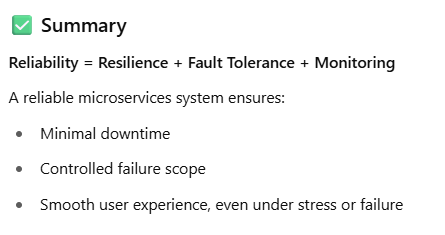 ✅ Summary
Reliability = Resilience + Fault Tolerance + Monitoring
A reliable microservices system ensures:
• Minimal downtime
• Controlled failure scope
• Smooth user experience, even under stress or failure